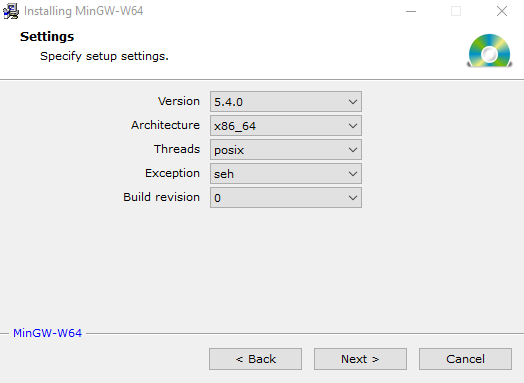 Installing MinGW-W64
Settings
Specify setup settings.
Version 5.4.0
Architecture x86_64
Threads posix
Exception seh
Build revision 0
MinGW-W64
< Back Next > Cancel